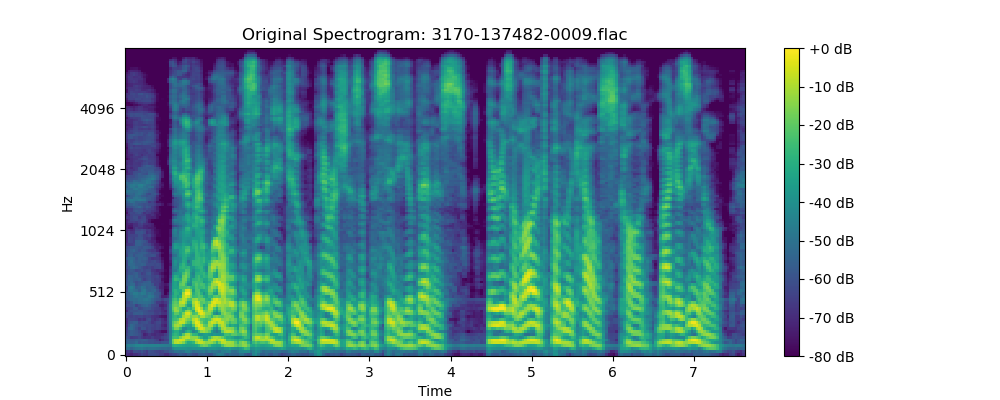 Original Spectrogram: 3170-137482-0009.flac
Hz
4096
2048
1024
512
0
0 1 2 3 4 5 6 7
Time
+0 dB
-10 dB
-20 dB
-30 dB
-40 dB
-50 dB
-60 dB
-70 dB
-80 dB